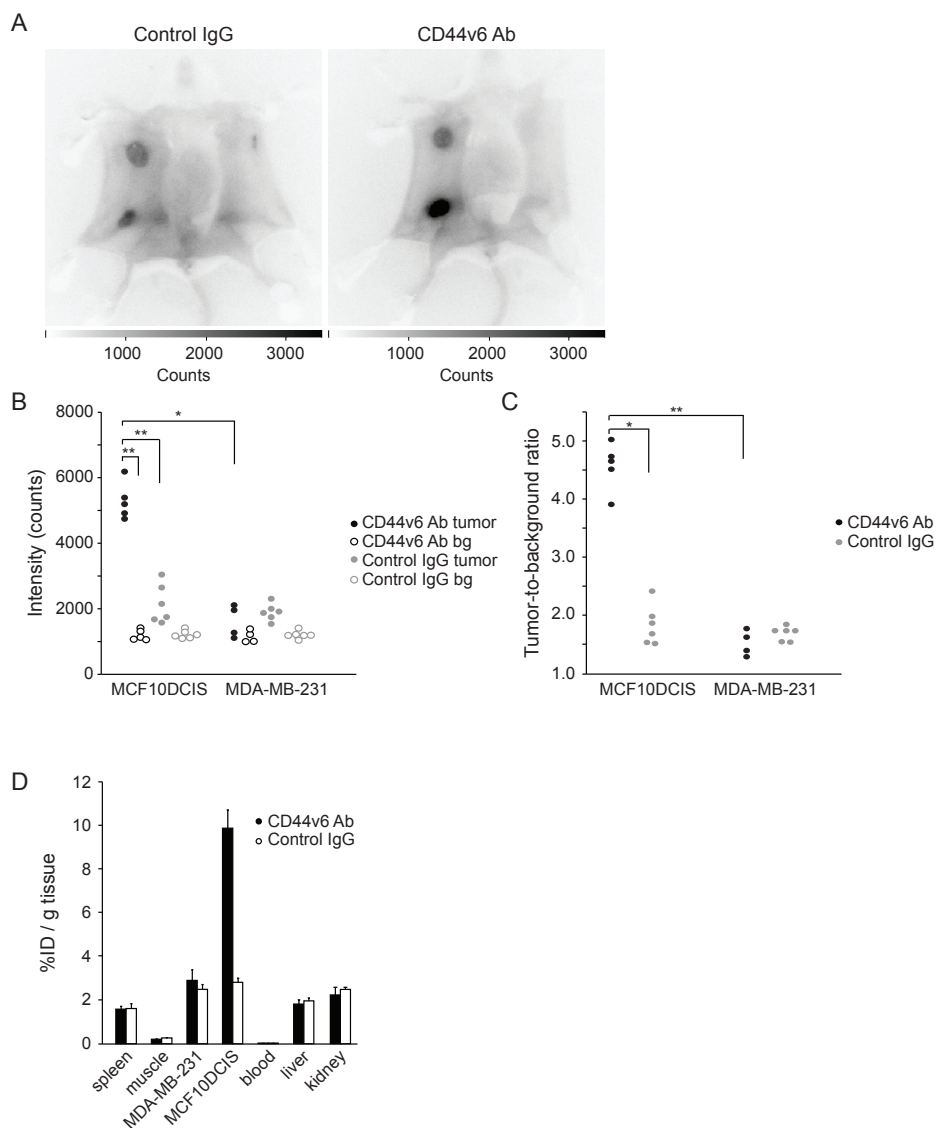 A
Control IgG
CD44v6 Ab
1000 2000 3000
Counts
1000 2000 3000
Counts
B
8000
6000
4000
2000
0
Intensity (counts)
*
**
**
MCF10DCIS MDA-MB-231
CD44v6 Ab tumor
CD44v6 Ab bg
Control IgG tumor
Control IgG bg
C
5.0
4.0
3.0
2.0
1.0
Tumor-to-background ratio
**
*
MCF10DCIS MDA-MB-231
CD44v6 Ab
Control IgG
D
12
10
8
6
4
2
0
%ID / g tissue
CD44v6 Ab
Control IgG
spleen
muscle
MDA-MB-231
MCF10DCIS
blood
liver
kidney